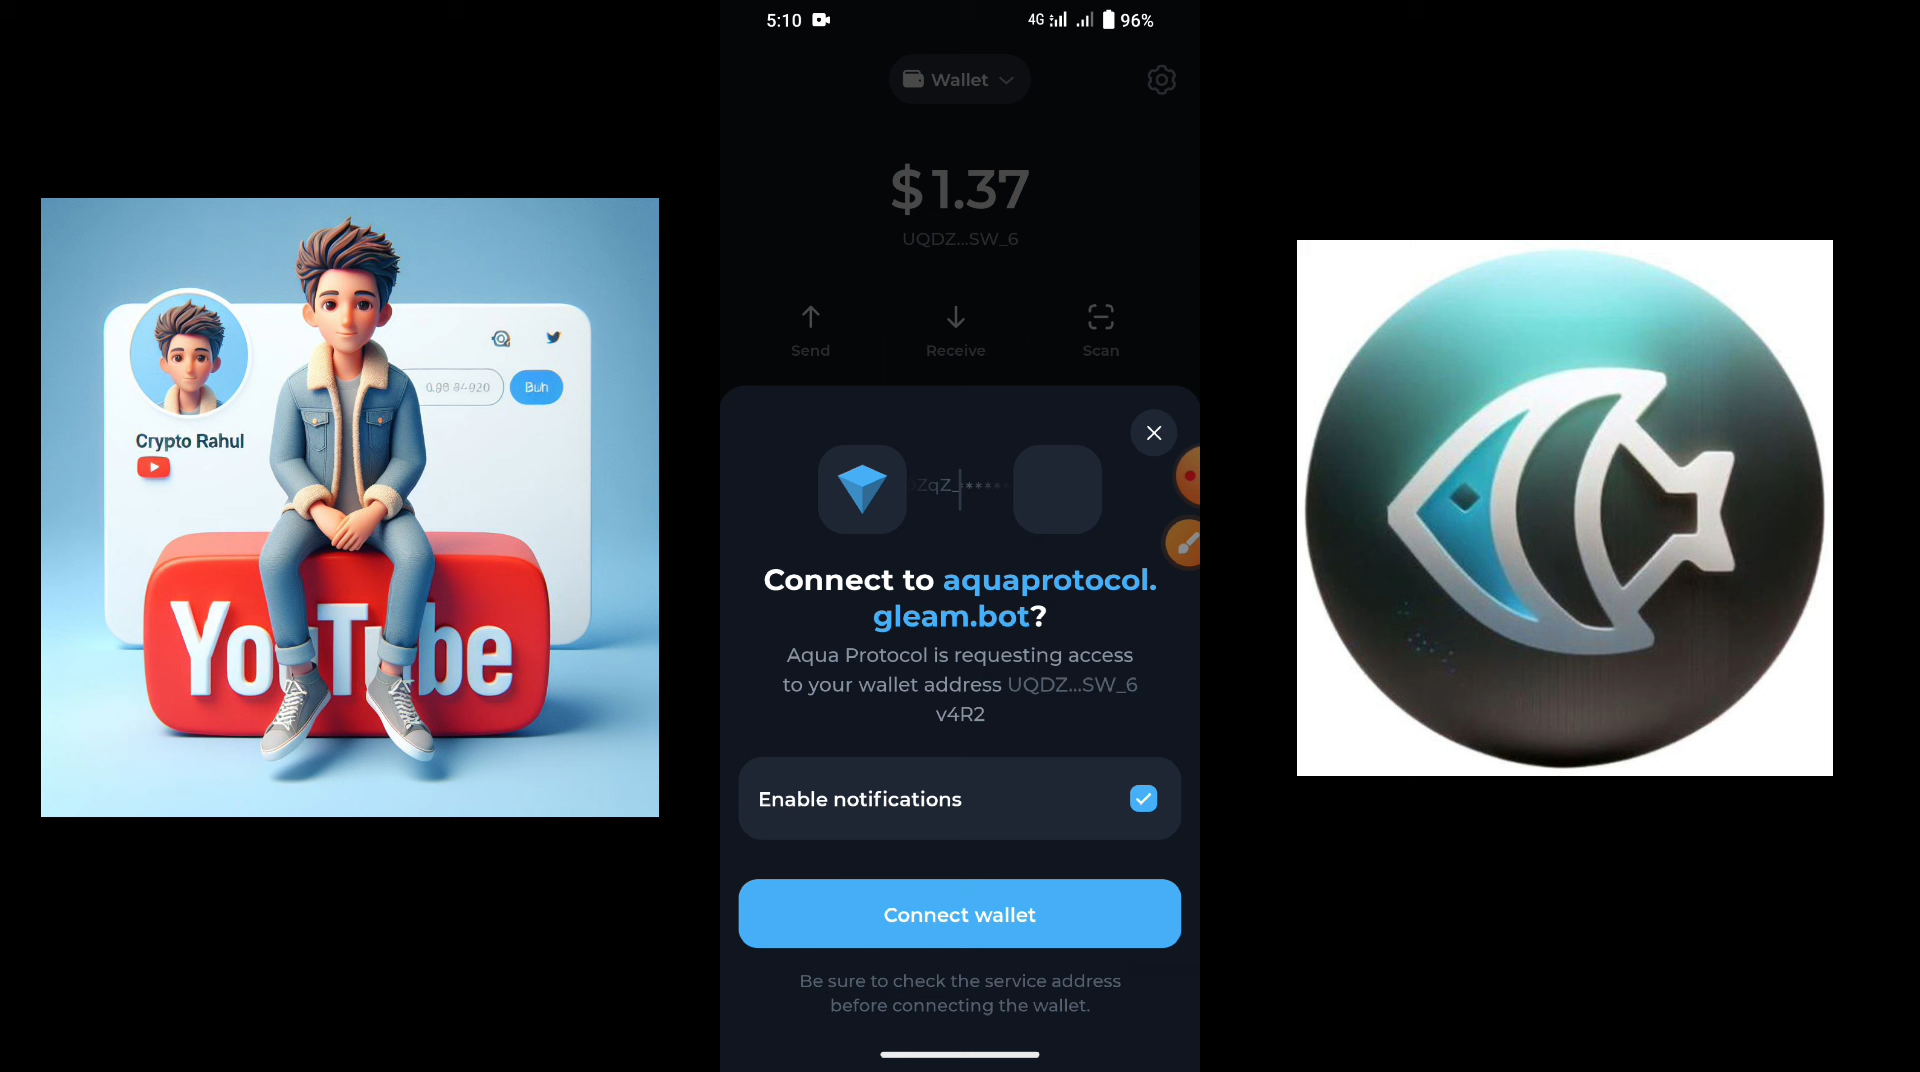 5:10
4G
96%
Wallet
$1.37
UQDZ...SW_6
Send
Receive
Scan
Crypto Rahul
YouTube
ZqZ_
*****
Connect to aquaprotocol.
gleam.bot?
Aqua Protocol is requesting access
to your wallet address UQDZ...SW_6
v4R2
Enable notifications
Connect wallet
Be sure to check the service address
before connecting the wallet.